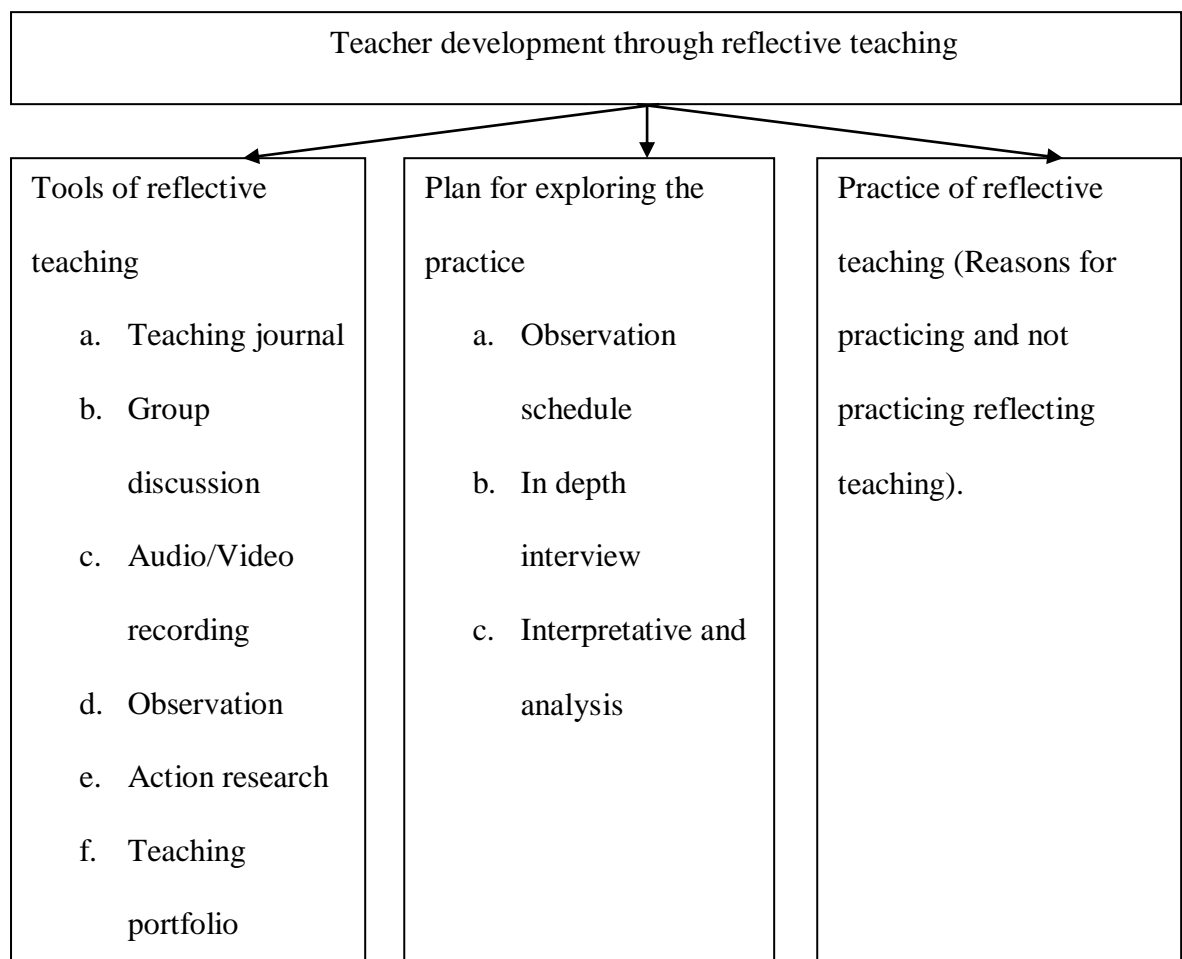 Teacher development through reflective teaching
Tools of reflective
teaching
a. Teaching journal
b. Group
discussion
c. Audio/Video
recording
d. Observation
e. Action research
f. Teaching
portfolio
Plan for exploring the
practice
a. Observation
schedule
b. In depth
interview
c. Interpretative and
analysis
Practice of reflective
teaching (Reasons for
practicing and not
practicing reflecting
teaching).